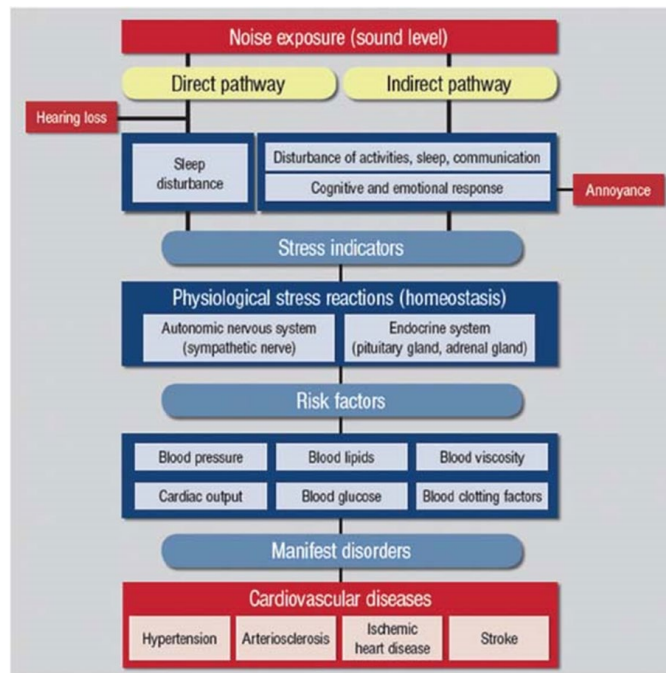 Noise exposure (sound level)
Direct pathway
Indirect pathway
Hearing loss
Sleep
disturbance
Disturbance of activities, sleep, communication
Cognitive and emotional response
Annoyance
Stress indicators
Physiological stress reactions (homeostasis)
Autonomic nervous system
(sympathetic nerve)
Endocrine system
(pituitary gland, adrenal gland)
Risk factors
Blood pressure
Blood lipids
Blood viscosity
Cardiac output
Blood glucose
Blood clotting factors
Manifest disorders
Cardiovascular diseases
Hypertension
Arteriosclerosis
Ischemic
heart disease
Stroke